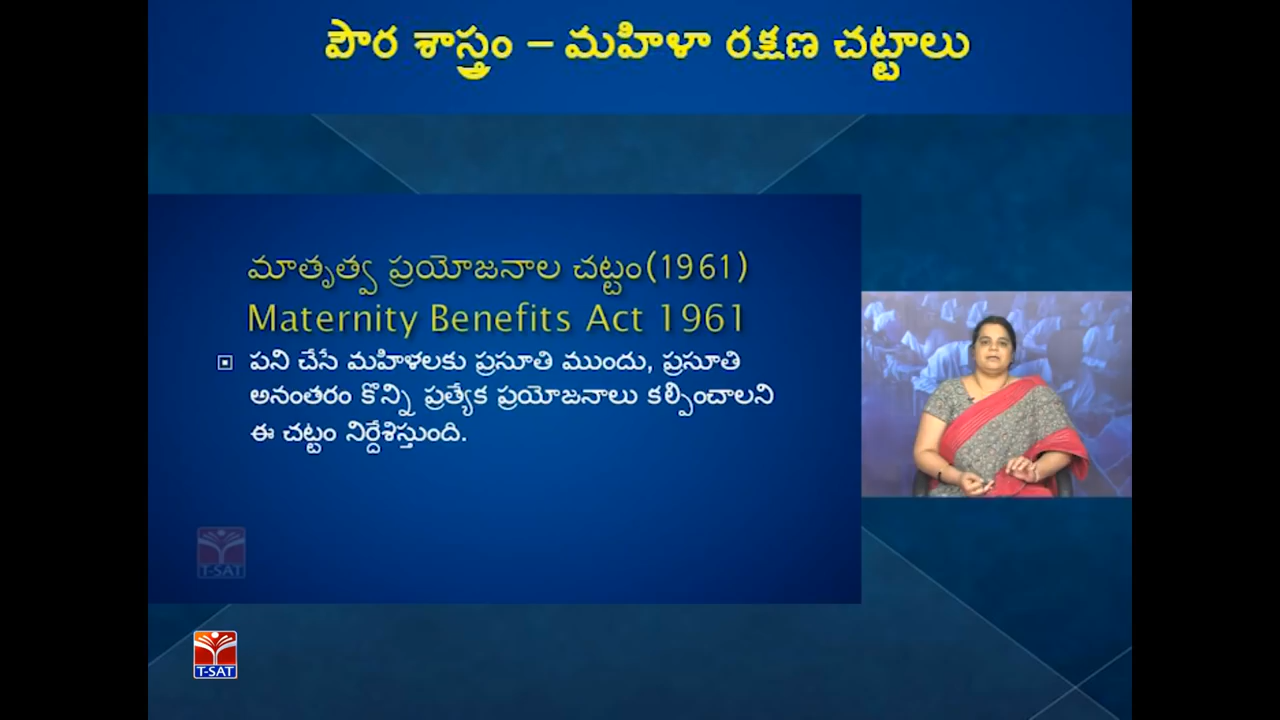 పౌర శాస్త్రం – మహిళా రక్షణ చట్టాలు
మాతృత్వ ప్రయోజనాల చట్టం(1961)
Maternity Benefits Act 1961
పని చేసే మహిళలకు ప్రసూతి ముందు, ప్రసూతి
అనంతరం కొన్ని ప్రత్యేక ప్రయోజనాలు కల్పించాలని
ఈ చట్టం నిర్దేశిస్తుంది.
T-SAT
T-SAT